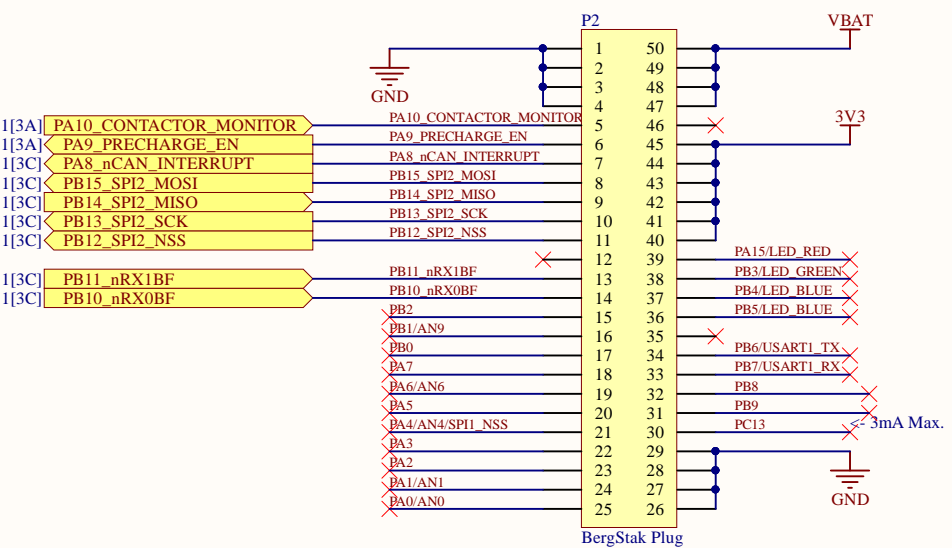 P2
VBAT
1 50
2 49
3 48
GND
4 47
1[3A] PA10_CONTACTOR_MONITOR PA10_CONTACTOR_MONITOR 5 46 3V3
1[3A] PA9_PRECHARGE_EN PA9_PRECHARGE_EN 6 45
1[3C] PA8_nCAN_INTERRUPT PA8_nCAN_INTERRUPT 7 44
1[3C] PB15_SPI2_MOSI PB15_SPI2_MOSI 8 43
1[3C] PB14_SPI2_MISO PB14_SPI2_MISO 9 42
1[3C] PB13_SPI2_SCK PB13_SPI2_SCK 10 41
1[3C] PB12_SPI2_NSS PB12_SPI2_NSS 11 40
12 39 PA15/LED_RED
1[3C] PB11_nRX1BF PB11_nRX1BF 13 38 PB3/LED_GREEN
1[3C] PB10_nRX0BF PB10_nRX0BF 14 37 PB4/LED_BLUE
PB2 15 36 PB5/LED_BLUE
PB1/AN9 16 35
PB0 17 34 PB6/USART1_TX
PA7 18 33 PB7/USART1_RX
PA6/AN6 19 32 PB8
PA5 20 31 PB9
PA4/AN4/SPI1_NSS 21 30 PC13 <- 3mA Max.
PA3 22 29
PA2 23 28
PA1/AN1 24 27
GND
PA0/AN0 25 26
BergStak Plug